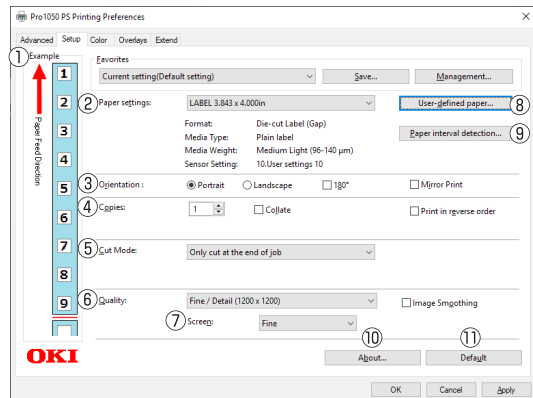 Pro1050 PS Printing Preferences
Advanced Setup Color Overlays Extend
① Example
Favorites
Current setting(Default setting) Save... Management...
② Paper settings: LABEL 3.843 x 4.000in User-defined paper... ⑧
Format: Die-cut Label (Gap) Paper interval detection... ⑨
Media Type: Plain label
Media Weight: Medium Light (96-140 μm)
Sensor Setting: 10.User settings 10
③ Orientation : Portrait Landscape 180° Mirror Print
④ Copies: 1 Collate Print in reverse order
⑤ Cut Mode: Only cut at the end of job
⑥ Quality: Fine / Detail (1200 x 1200) Image Smoothing
⑦ Screen: Fine
Paper Feed Direction
1
2
3
4
5
6
7
8
9
OKI
⑩ ⑪
About... Default
OK Cancel Apply